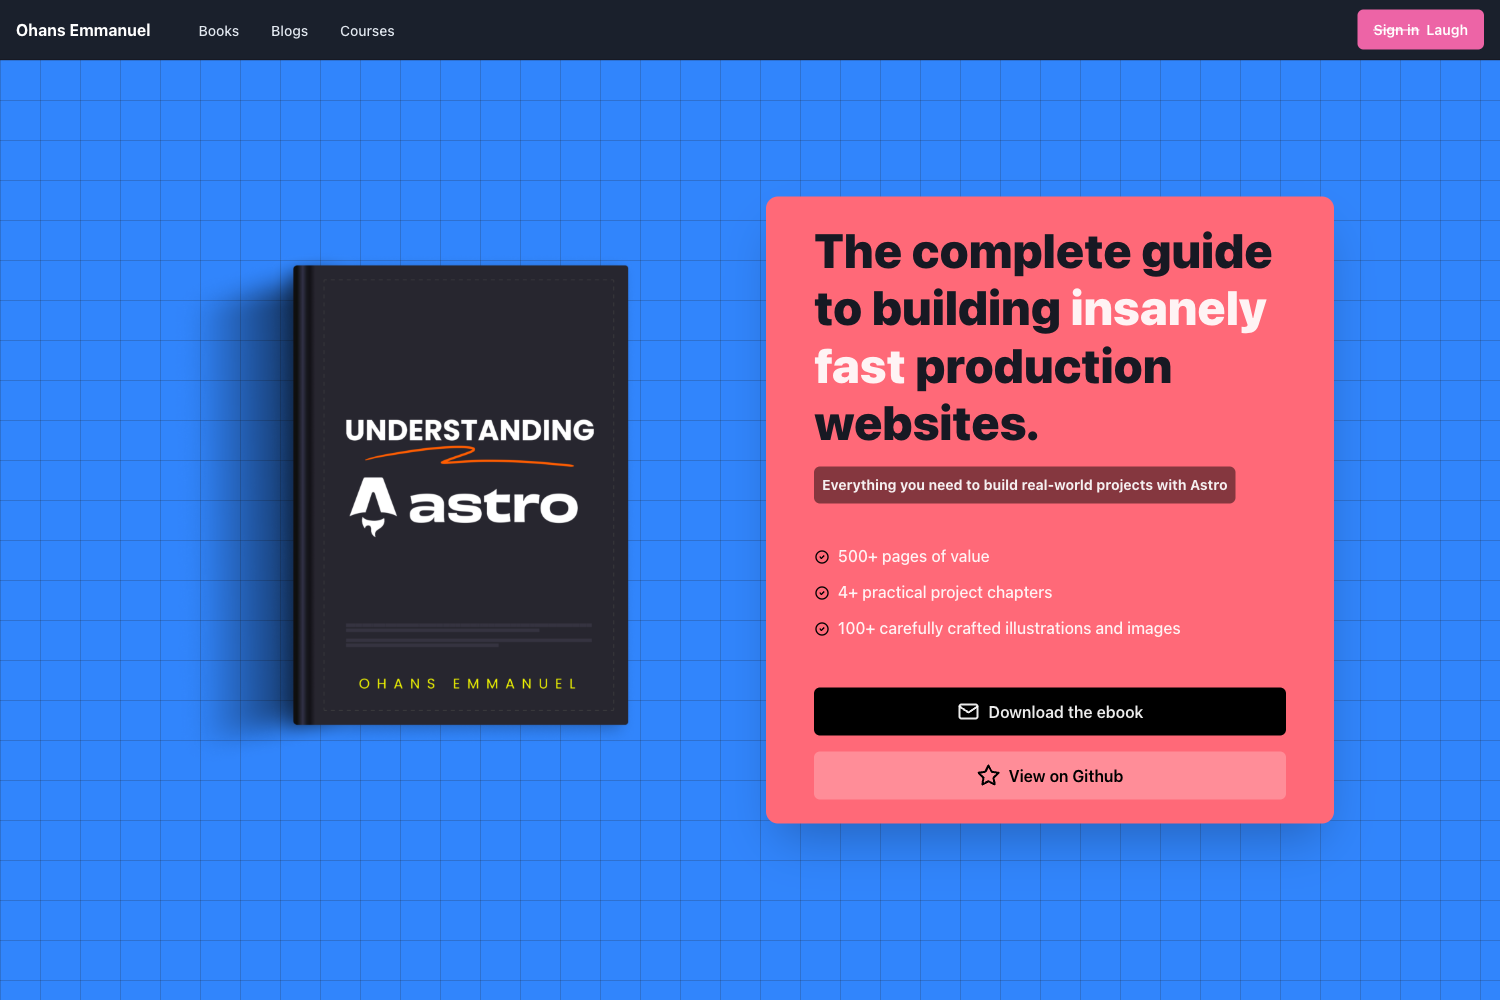 Ohans Emmanuel
Books
Blogs
Courses
Sign in Laugh
UNDERSTANDING
astro
OHANS EMMANUEL
The complete guide
to building insanely
fast production
websites.
Everything you need to build real-world projects with Astro
500+ pages of value
4+ practical project chapters
100+ carefully crafted illustrations and images
Download the ebook
View on Github